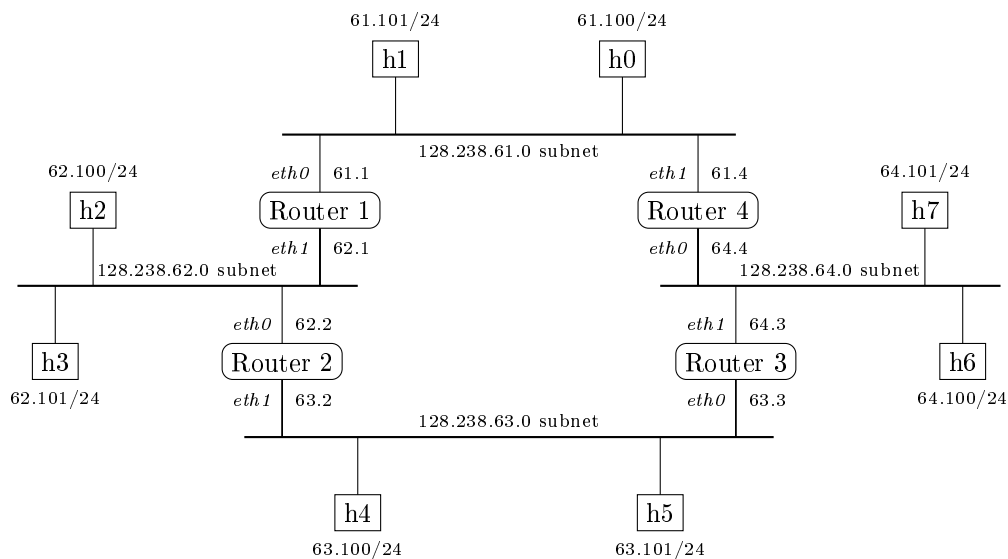 61.101/24 61.100/24
h1 h0
128.238.61.0 subnet
62.100/24 eth0 61.1 eth1 61.4 64.101/24
h2 Router 1 Router 4 h7
eth1 62.1 eth0 64.4
128.238.62.0 subnet 128.238.64.0 subnet
eth0 62.2 eth1 64.3
h3 Router 2 Router 3 h6
62.101/24 eth1 63.2 eth0 63.3 64.100/24
128.238.63.0 subnet
h4 h5
63.100/24 63.101/24